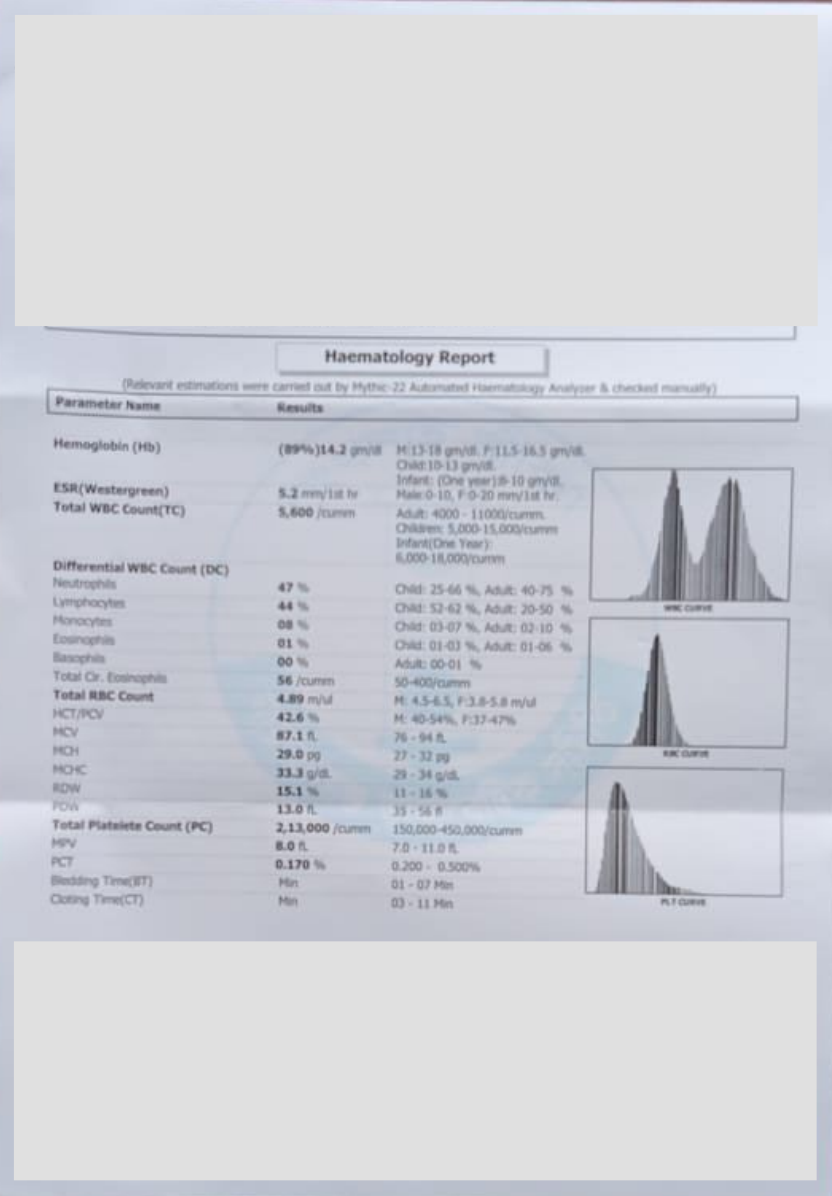 Haematology Report
(Relevant estimations were carried out by Mythic-22 Automated Haematology Analyzer & checked manually)
Parameter Name Results
Hemoglobin (Hb) (89%)14.2 gm/dl M:13-18 gm/dl. F:11.5-16.5 gm/dl.
Child:10-13 gm/dl.
Infant: (One year):8-10 gm/dl.
ESR(Westergreen) 5.2 mm/1st hr Male:0-10, F:0-20 mm/1st hr.
Total WBC Count(TC) 5,600 /cumm Adult: 4000 - 11000/cumm.
Children: 5,000-15,000/cumm
Infant(One Year):
6,000-18,000/cumm
Differential WBC Count (DC)
Neutrophils 47 % Child: 25-66 %, Adult: 40-75 %
Lymphocytes 44 % Child: 52-62 %, Adult: 20-50 %
Monocytes 08 % Child: 03-07 %, Adult: 02-10 %
Eosinophils 01 % Child: 01-03 %, Adult: 01-06 %
Basophils 00 % Adult: 00-01 %
Total Cir. Eosinophils 56 /cumm 50-400/cumm
Total RBC Count 4.89 m/ul M: 4.5-6.5, F:3.8-5.8 m/ul
HCT/PCV 42.6 % M: 40-54%, F:37-47%
MCV 87.1 fL 76 - 94 fL
MCH 29.0 pg 27 - 32 pg
MCHC 33.3 g/dL 29 - 34 g/dL
RDW 15.1 % 11 - 16 %
PDW 13.0 fL 35 - 56 fl
Total Platelete Count (PC) 2,13,000 /cumm 150,000-450,000/cumm
MPV 8.0 fL 7.0 - 11.0 fL
PCT 0.170 % 0.200 - 0.500%
Bledding Time(BT) Min 01 - 07 Min
Cloting Time(CT) Min 03 - 11 Min
WBC CURVE
RBC CURVE
PLT CURVE